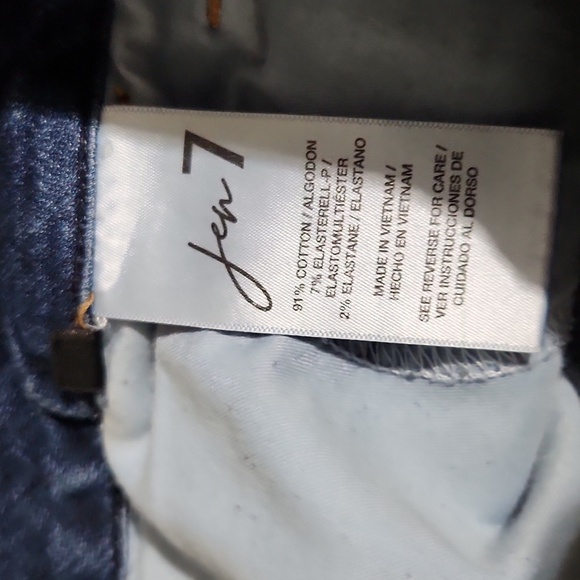 jen7
91% COTTON / ALGODON
7% ELASTERELL-P /
ELASTOMULTIÉSTER
2% ELASTANE / ELASTANO
MADE IN VIETNAM /
HECHO EN VIETNAM
SEE REVERSE FOR CARE /
VER INSTRUCCIONES DE
CUIDADO AL DORSO